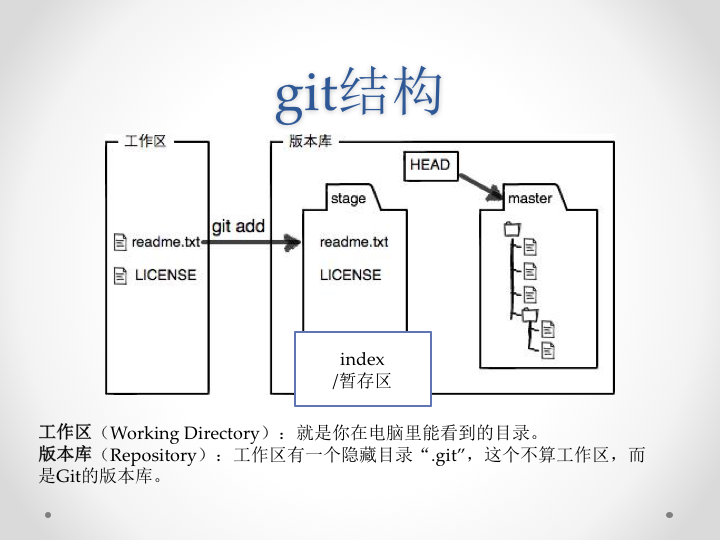 git结构
工作区
版本库
HEAD
stage
master
git add
readme.txt
readme.txt
LICENSE
LICENSE
index
/暂存区
工作区（Working Directory）：就是你在电脑里能看到的目录。
版本库（Repository）：工作区有一个隐藏目录“.git”，这个不算工作区，而
是Git的版本库。